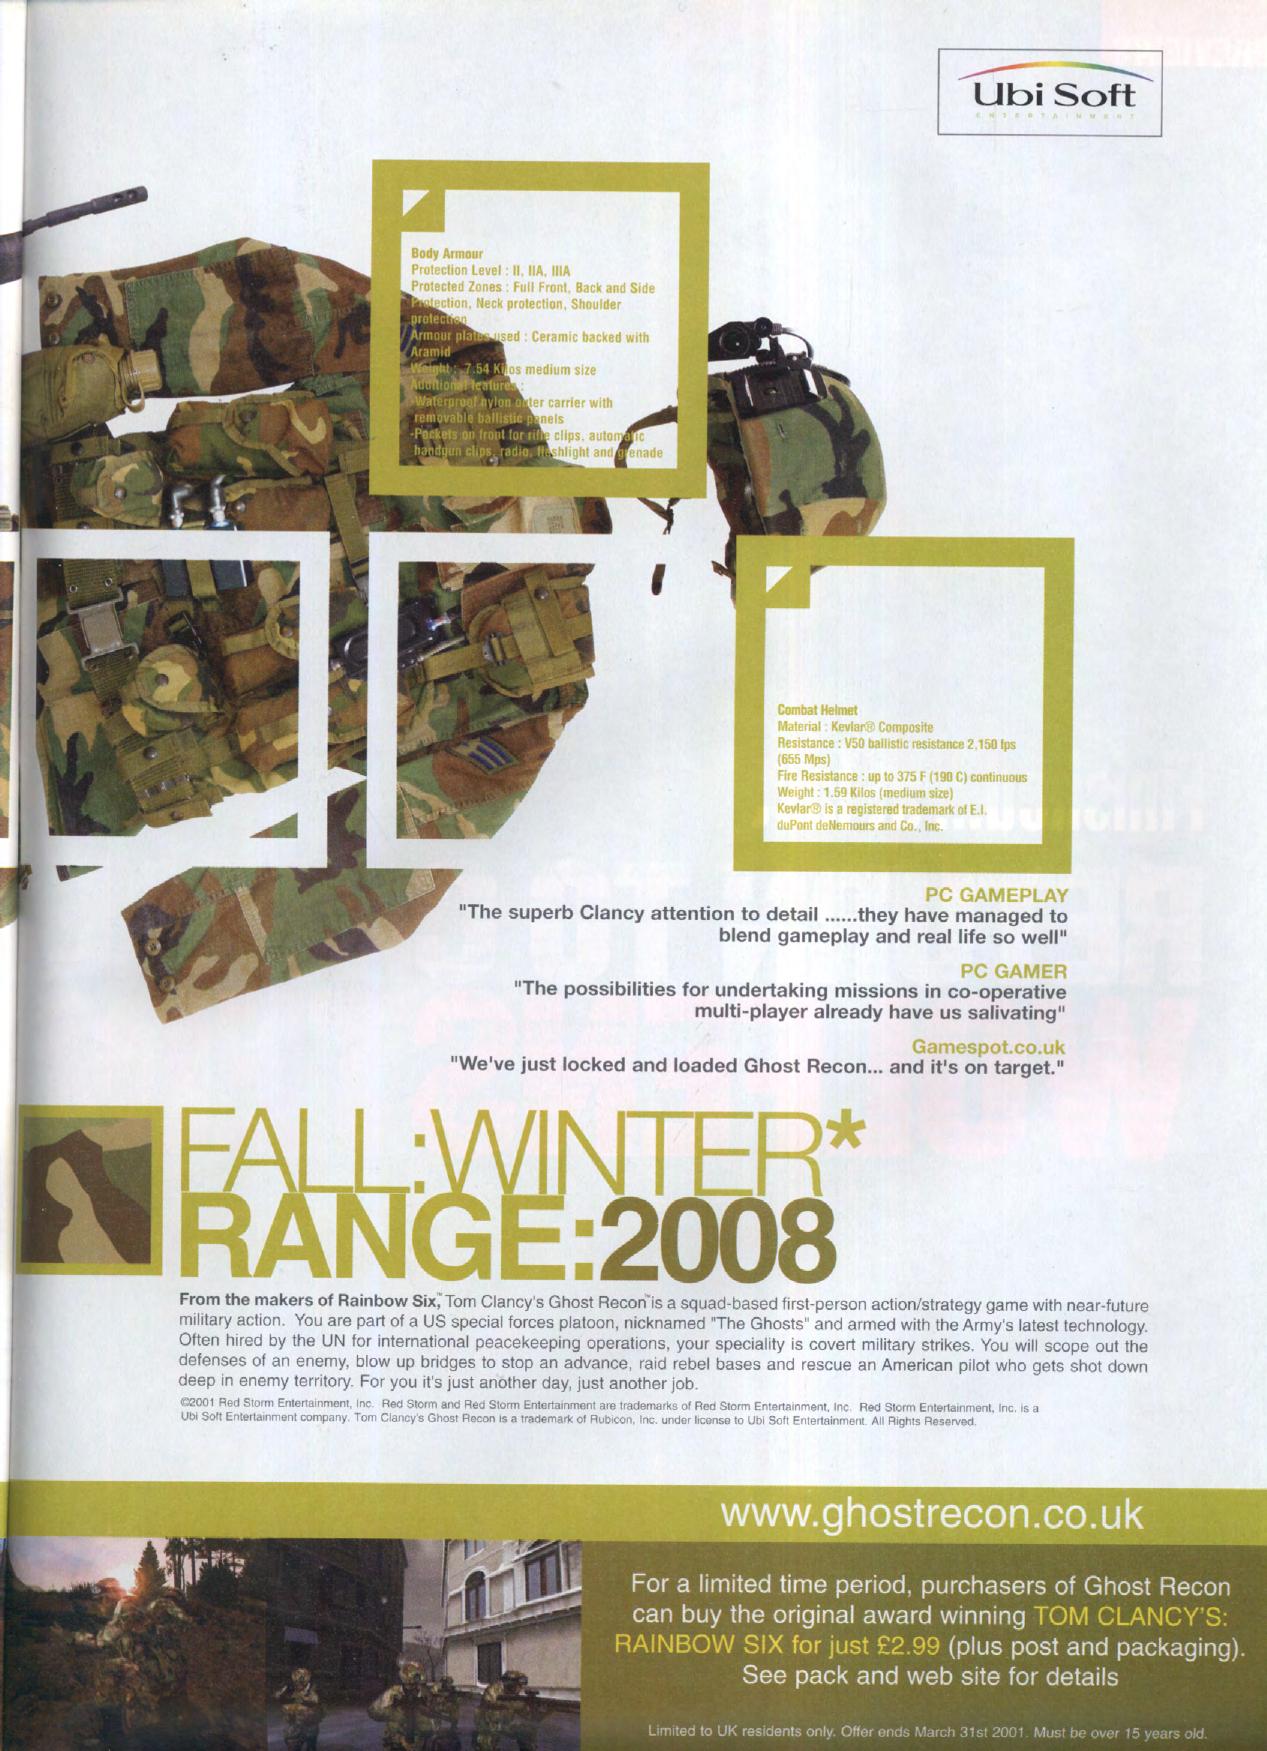 Ubi Soft
ENTERTAINMENT
Body Armour
Protection Level : II, IIA, IIIA
Protected Zones : Full Front, Back and Side
Protection, Neck protection, Shoulder
protection
Armour plates used : Ceramic backed with
Aramid
Weight : 7.54 Kilos medium size
Additional features :
-Waterproof nylon outer carrier with
removable ballistic panels
-Pockets on front for rifle clips, automatic
handgun clips, radio, flashlight and grenade
Combat Helmet
Material : Kevlar® Composite
Resistance : V50 ballistic resistance 2,150 fps
(655 Mps)
Fire Resistance : up to 375 F (190 C) continuous
Weight : 1.59 Kilos (medium size)
Kevlar® is a registered trademark of E.I.
duPont deNemours and Co., Inc.
PC GAMEPLAY
"The superb Clancy attention to detail ......they have managed to
blend gameplay and real life so well"
PC GAMER
"The possibilities for undertaking missions in co-operative
multi-player already have us salivating"
Gamespot.co.uk
"We've just locked and loaded Ghost Recon... and it's on target."
FALL:WINTER*
RANGE:2008
From the makers of Rainbow Six,™ Tom Clancy's Ghost Recon™ is a squad-based first-person action/strategy game with near-future
military action. You are part of a US special forces platoon, nicknamed "The Ghosts" and armed with the Army's latest technology.
Often hired by the UN for international peacekeeping operations, your speciality is covert military strikes. You will scope out the
defenses of an enemy, blow up bridges to stop an advance, raid rebel bases and rescue an American pilot who gets shot down
deep in enemy territory. For you it's just another day, just another job.
©2001 Red Storm Entertainment, Inc. Red Storm and Red Storm Entertainment are trademarks of Red Storm Entertainment, Inc. Red Storm Entertainment, Inc. is a
Ubi Soft Entertainment company. Tom Clancy's Ghost Recon is a trademark of Rubicon, Inc. under license to Ubi Soft Entertainment. All Rights Reserved.
www.ghostrecon.co.uk
For a limited time period, purchasers of Ghost Recon
can buy the original award winning TOM CLANCY'S:
RAINBOW SIX for just £2.99 (plus post and packaging).
See pack and web site for details
Limited to UK residents only. Offer ends March 31st 2001. Must be over 15 years old.